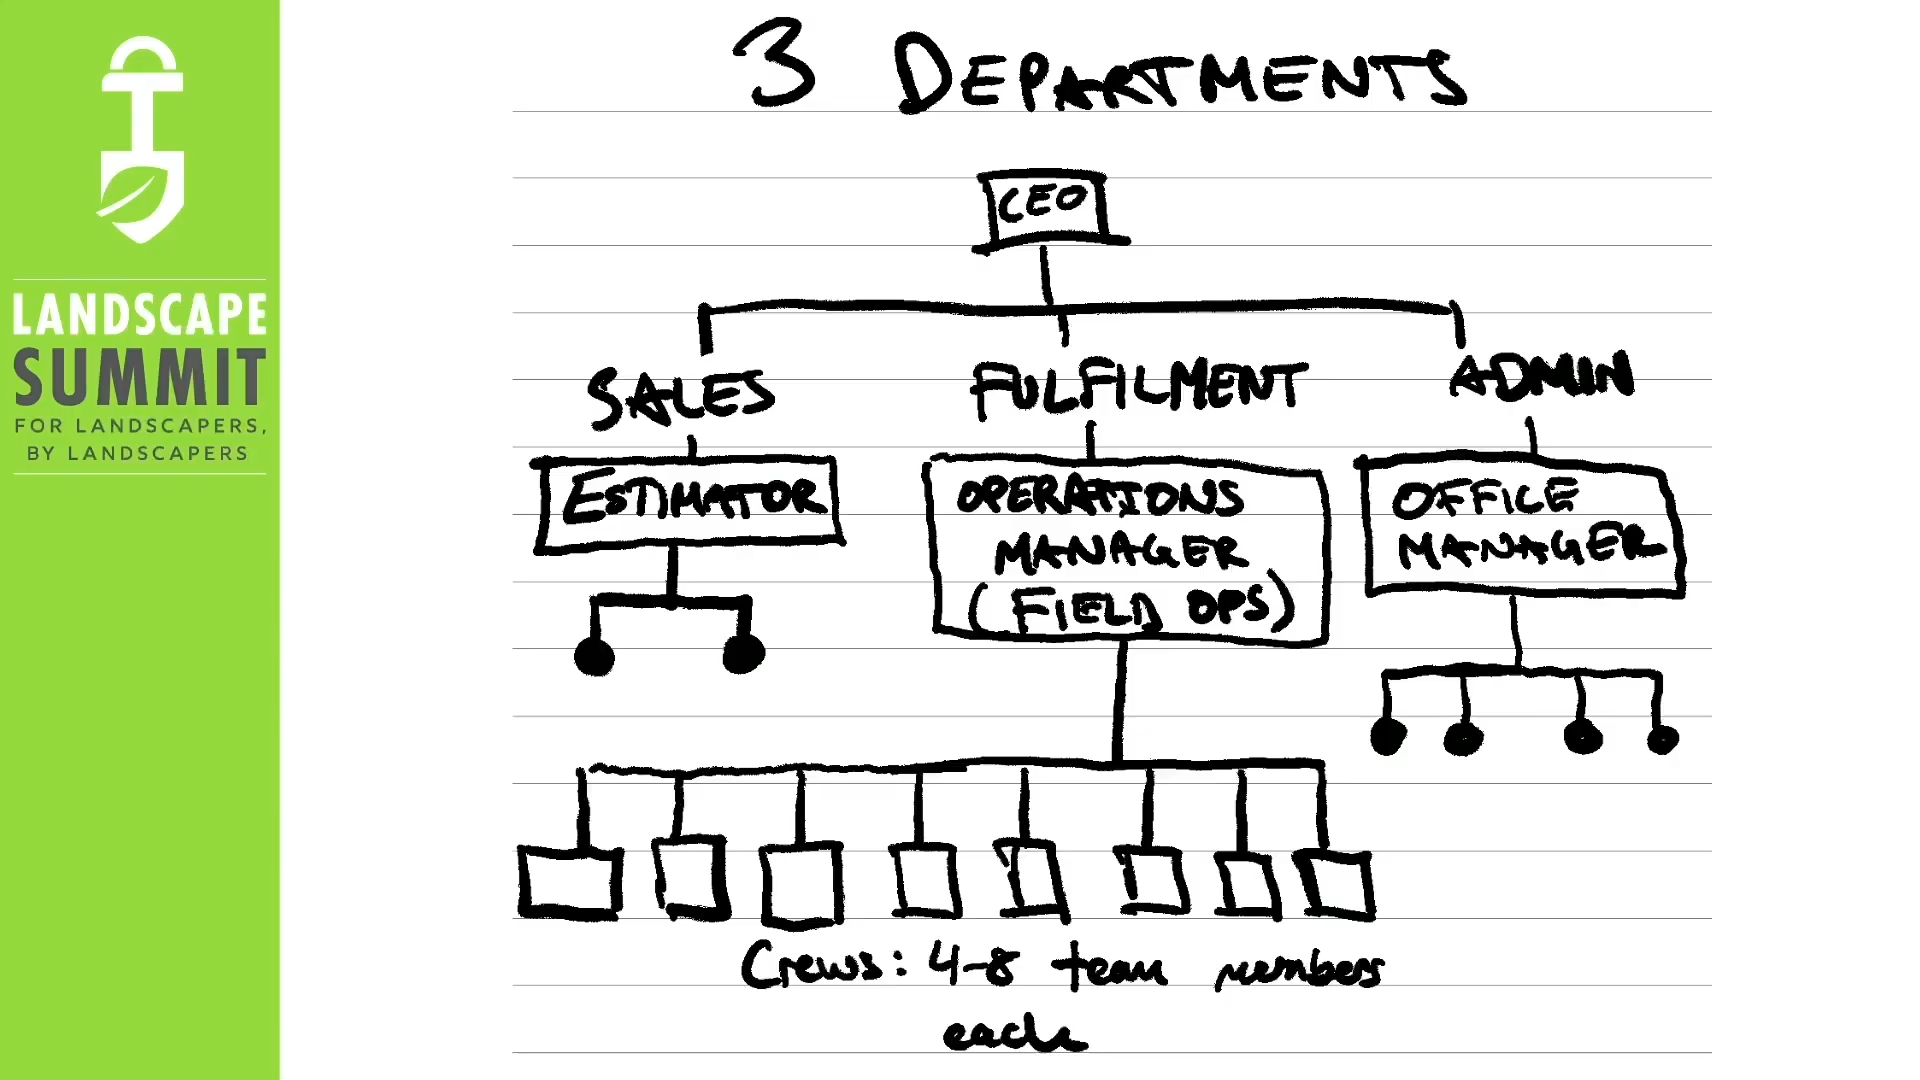 LANDSCAPE
SUMMIT
FOR LANDSCAPERS,
BY LANDSCAPERS
3 DEPARTMENTS
CEO
SALES
FULFILMENT
ADMIN
ESTIMATOR
OPERATIONS
MANAGER
(FIELD OPS)
OFFICE
MANAGER
Crews: 4-8 team members
each